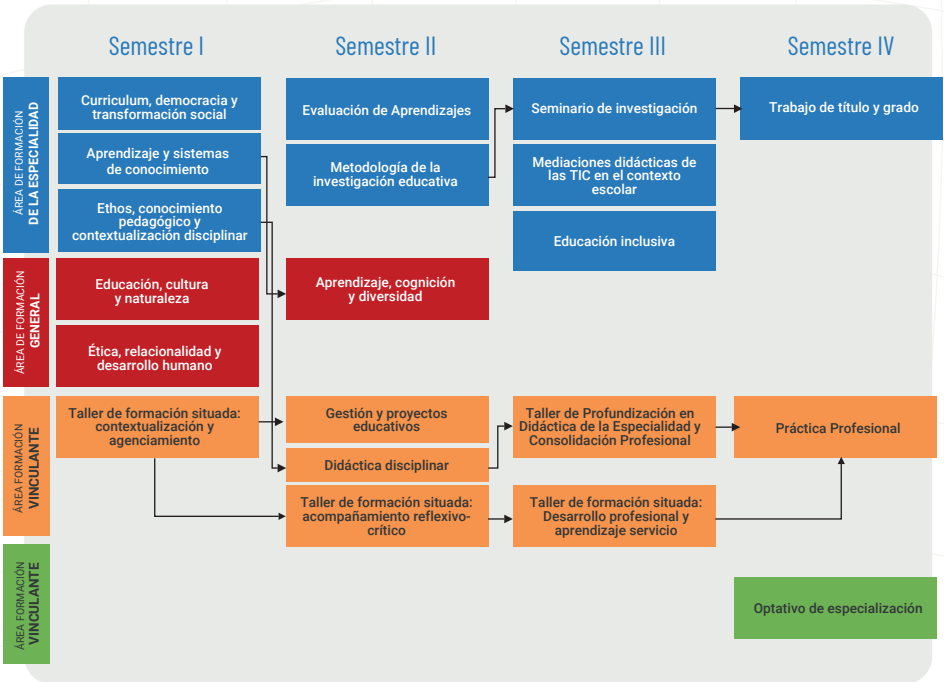 Semestre I
Semestre II
Semestre III
Semestre IV
ÁREA DE FORMACIÓN
DE LA ESPECIALIDAD
Curriculum, democracia y
transformación social
Aprendizaje y sistemas
de conocimiento
Ethos, conocimiento
pedagógico y
contextualización disciplinar
Evaluación de Aprendizajes
Metodología de la
investigación educativa
Seminario de investigación
Mediaciones didácticas de
las TIC en el contexto
escolar
Educación inclusiva
Trabajo de título y grado
ÁREA DE FORMACIÓN
GENERAL
Educación, cultura
y naturaleza
Ética, relacionalidad y
desarrollo humano
Aprendizaje, cognición
y diversidad
ÁREA FORMACIÓN
VINCULANTE
Taller de formación situada:
contextualización y
agenciamiento
Gestión y proyectos
educativos
Didáctica disciplinar
Taller de formación situada:
acompañamiento reflexivo-
crítico
Taller de Profundización en
Didáctica de la Especialidad y
Consolidación Profesional
Taller de formación situada:
Desarrollo profesional y
aprendizaje servicio
Práctica Profesional
ÁREA FORMACIÓN
VINCULANTE
Optativo de especialización